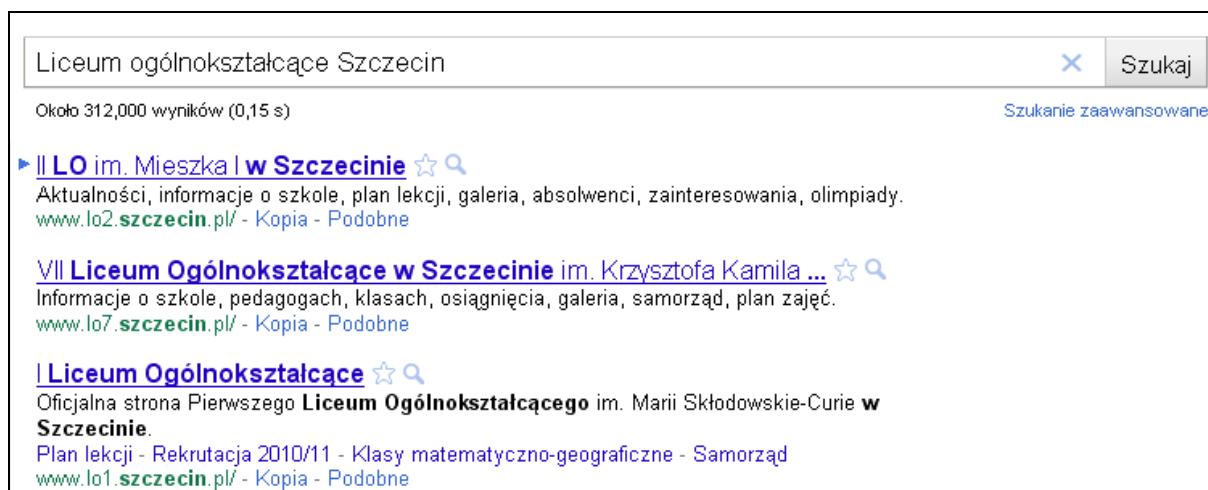 Liceum ogólnokształcące Szczecin
Szukaj
Około 312,000 wyników (0,15 s)
Szukanie zaawansowane
II LO im. Mieszka I w Szczecinie
Aktualności, informacje o szkole, plan lekcji, galeria, absolwenci, zainteresowania, olimpiady.
www.lo2.szczecin.pl/ - Kopia - Podobne
VII Liceum Ogólnokształcące w Szczecinie im. Krzysztofa Kamila ...
Informacje o szkole, pedagogach, klasach, osiągnięcia, galeria, samorząd, plan zajęć.
www.lo7.szczecin.pl/ - Kopia - Podobne
I Liceum Ogólnokształcące
Oficjalna strona Pierwszego Liceum Ogólnokształcącego im. Marii Skłodowskie-Curie w
Szczecinie.
Plan lekcji - Rekrutacja 2010/11 - Klasy matematyczno-geograficzne - Samorząd
www.lo1.szczecin.pl/ - Kopia - Podobne